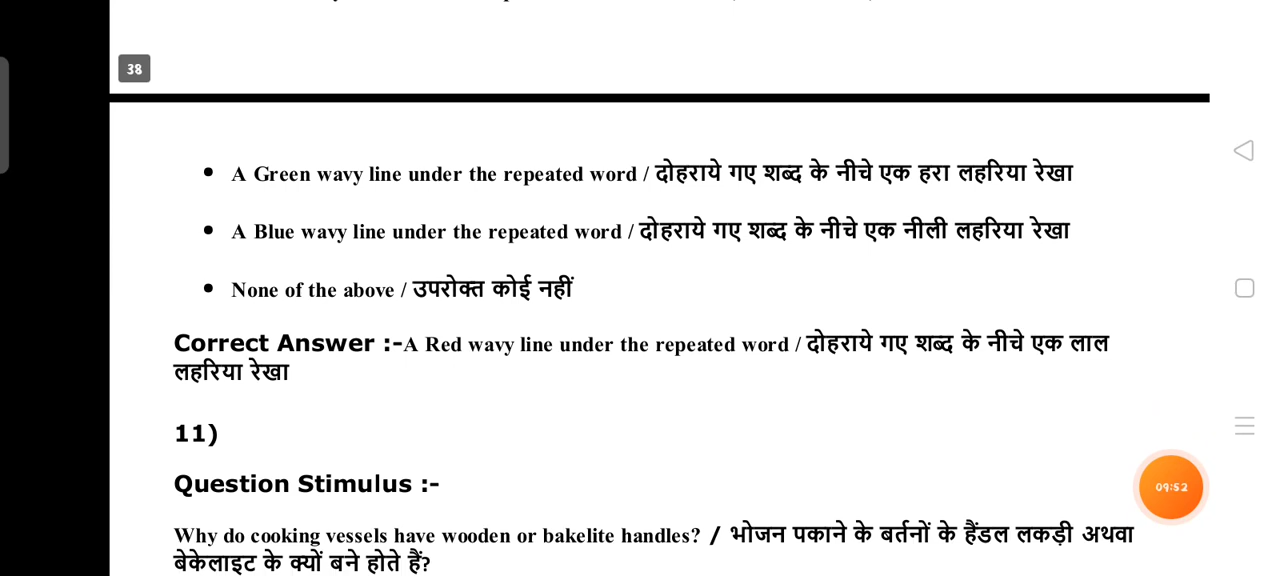 38
• A Green wavy line under the repeated word / दोहराये गए शब्द के नीचे एक हरा लहरिया रेखा
• A Blue wavy line under the repeated word / दोहराये गए शब्द के नीचे एक नीली लहरिया रेखा
• None of the above / उपरोक्त कोई नहीं
Correct Answer :-A Red wavy line under the repeated word / दोहराये गए शब्द के नीचे एक लाल
लहरिया रेखा
11)
Question Stimulus :-
09:52
Why do cooking vessels have wooden or bakelite handles? / भोजन पकाने के बर्तनों के हैंडल लकड़ी अथवा
बेकेलाइट के क्यों बने होते हैं?